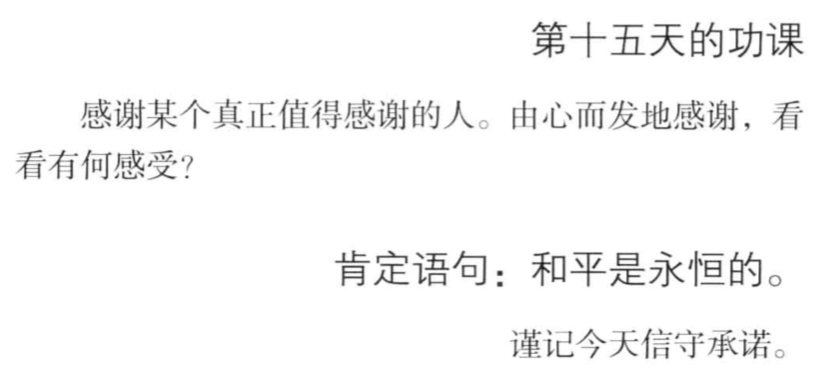 第十五天的功课
感谢某个真正值得感谢的人。由心而发地感谢，看
看有何感受？
肯定语句：和平是永恒的。
谨记今天信守承诺。